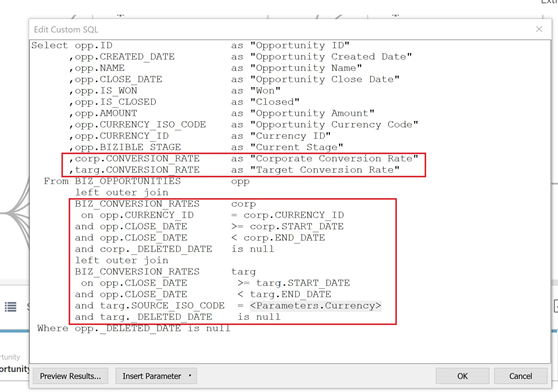 Edit Custom SQL
Select opp.ID as "Opportunity ID"
,opp.CREATED_DATE as "Opportunity Created Date"
,opp.NAME as "Opportunity Name"
,opp.CLOSE_DATE as "Opportunity Close Date"
,opp.IS_WON as "Won"
,opp.IS_CLOSED as "Closed"
,opp.AMOUNT as "Opportunity Amount"
,opp.CURRENCY_ISO_CODE as "Opportunity Currency Code"
,opp.CURRENCY_ID as "Currency ID"
,opp.BIZIBLE_STAGE as "Current Stage"
,corp.CONVERSION_RATE as "Corporate Conversion Rate"
,targ.CONVERSION_RATE as "Target Conversion Rate"
From BIZ_OPPORTUNITIES opp
left outer join
BIZ_CONVERSION_RATES corp
on opp.CURRENCY_ID = corp.CURRENCY_ID
and opp.CLOSE_DATE >= corp.START_DATE
and opp.CLOSE_DATE < corp.END_DATE
and corp._DELETED_DATE is null
left outer join
BIZ_CONVERSION_RATES targ
on opp.CLOSE_DATE >= targ.START_DATE
and opp.CLOSE_DATE < targ.END_DATE
and targ.SOURCE_ISO_CODE = <Parameters.Currency>
and targ._DELETED_DATE is null
Where opp._DELETED_DATE is null
Preview Results... Insert Parameter OK Cancel